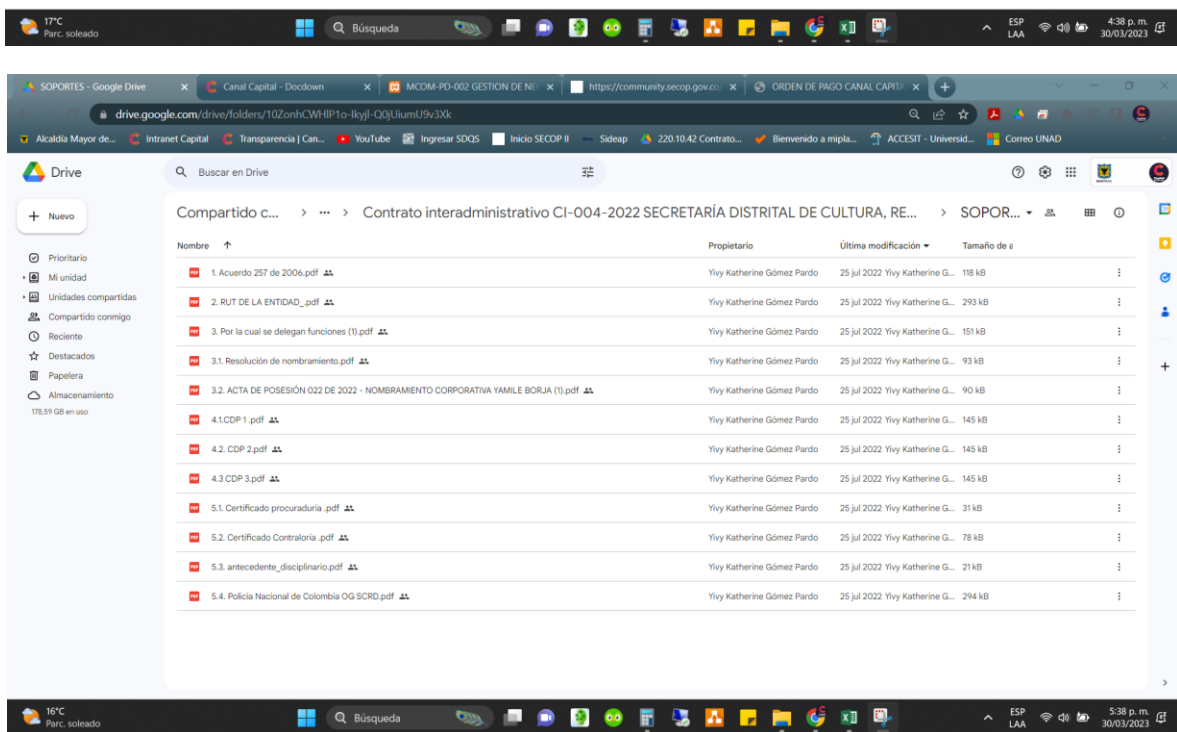 17°C
Parc. soleado
Búsqueda
ESP
LAA
4:38 p. m.
30/03/2023
SOPORTES - Google Drive
Canal Capital - Docdown
MCOM-PD-002 GESTION DE NEG
https://community.secop.gov.co/
ORDEN DE PAGO CANAL CAPITA
drive.google.com/drive/folders/10ZonhCWHlP1o-lkyjl-Q0jUiumU9v3Xk
Alcaldía Mayor de...
Intranet Capital
Transparencia | Can...
YouTube
Ingresar SDQS
Inicio SECOP II
Sideap
220.10.42 Contrato...
Bienvenido a mipla...
ACCESIT - Universid...
Correo UNAD
Drive
Buscar en Drive
Nuevo
Compartido c... > ... > Contrato interadministrativo CI-004-2022 SECRETARÍA DISTRITAL DE CULTURA, RE... > SOPOR...
Nombre Propietario Última modificación Tamaño de a
Prioritario
Mi unidad
Unidades compartidas
Compartido conmigo
Reciente
Destacados
Papelera
Almacenamiento
178,59 GB en uso
1. Acuerdo 257 de 2006.pdf Yivy Katherine Gómez Pardo 25 jul 2022 Yivy Katherine G... 118 kB
2. RUT DE LA ENTIDAD_.pdf Yivy Katherine Gómez Pardo 25 jul 2022 Yivy Katherine G... 293 kB
3. Por la cual se delegan funciones (1).pdf Yivy Katherine Gómez Pardo 25 jul 2022 Yivy Katherine G... 151 kB
3.1. Resolución de nombramiento.pdf Yivy Katherine Gómez Pardo 25 jul 2022 Yivy Katherine G... 93 kB
3.2. ACTA DE POSESIÓN 022 DE 2022 - NOMBRAMIENTO CORPORATIVA YAMILE BORJA (1).pdf Yivy Katherine Gómez Pardo 25 jul 2022 Yivy Katherine G... 90 kB
4.1.CDP 1.pdf Yivy Katherine Gómez Pardo 25 jul 2022 Yivy Katherine G... 145 kB
4.2. CDP 2.pdf Yivy Katherine Gómez Pardo 25 jul 2022 Yivy Katherine G... 145 kB
4.3 CDP 3.pdf Yivy Katherine Gómez Pardo 25 jul 2022 Yivy Katherine G... 145 kB
5.1. Certificado procuraduría .pdf Yivy Katherine Gómez Pardo 25 jul 2022 Yivy Katherine G... 31 kB
5.2. Certificado Contraloria .pdf Yivy Katherine Gómez Pardo 25 jul 2022 Yivy Katherine G... 78 kB
5.3. antecedente_disciplinario.pdf Yivy Katherine Gómez Pardo 25 jul 2022 Yivy Katherine G... 21 kB
5.4. Policía Nacional de Colombia OG SCRD.pdf Yivy Katherine Gómez Pardo 25 jul 2022 Yivy Katherine G... 294 kB
16°C
Parc. soleado
Búsqueda
ESP
LAA
5:38 p. m.
30/03/2023